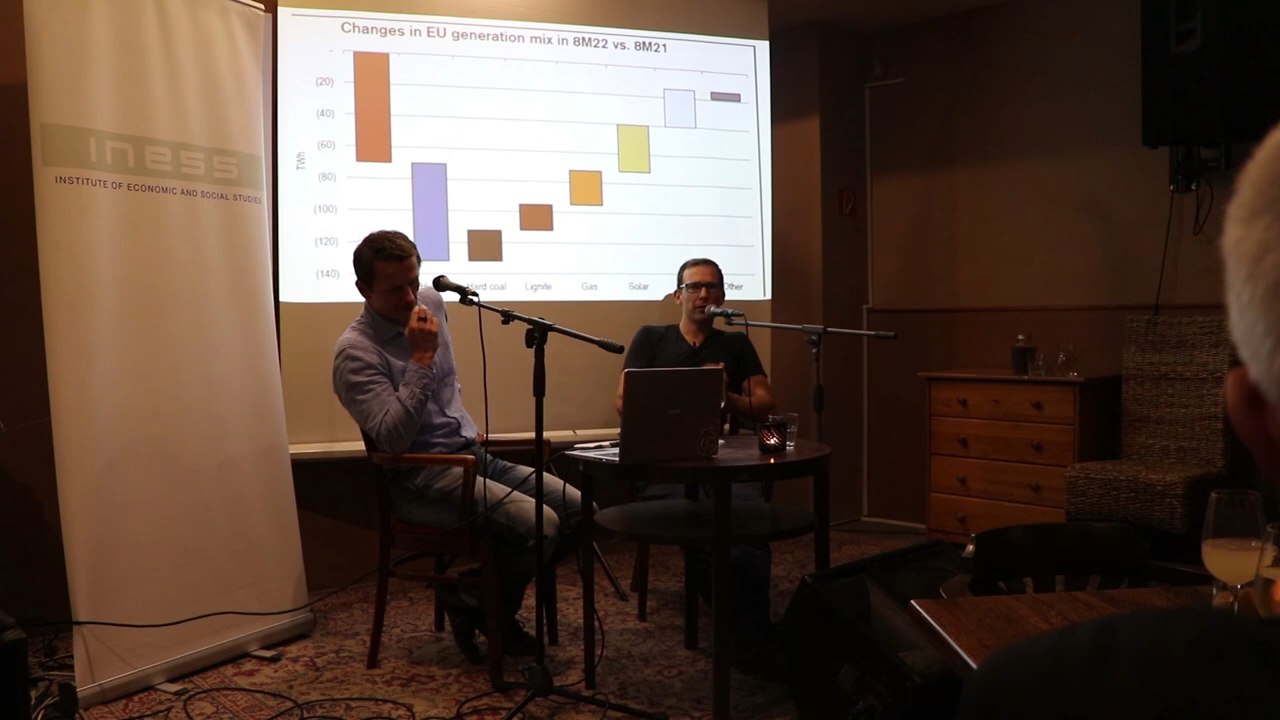 Changes in EU generation mix in 8M22 vs. 8M21
-
(20)
(40)
(60)
(80)
(100)
(120)
(140)
TWh
Hard coal
Lignite
Gas
Solar
Other
iness
INSTITUTE OF ECONOMIC AND SOCIAL STUDIES